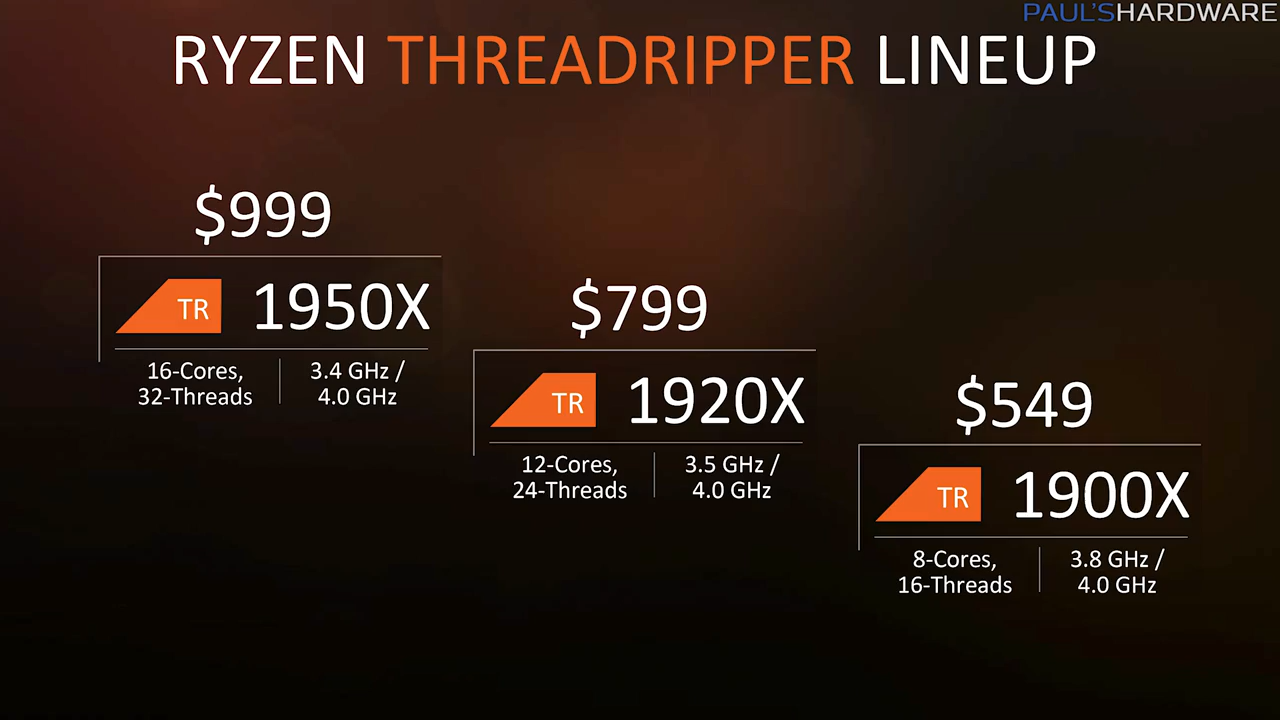 PAUL'SHARDWARE
RYZEN THREADRIPPER LINEUP
$999
TR 1950X
16-Cores,
32-Threads
3.4 GHz /
4.0 GHz
$799
TR 1920X
12-Cores,
24-Threads
3.5 GHz /
4.0 GHz
$549
TR 1900X
8-Cores,
16-Threads
3.8 GHz /
4.0 GHz